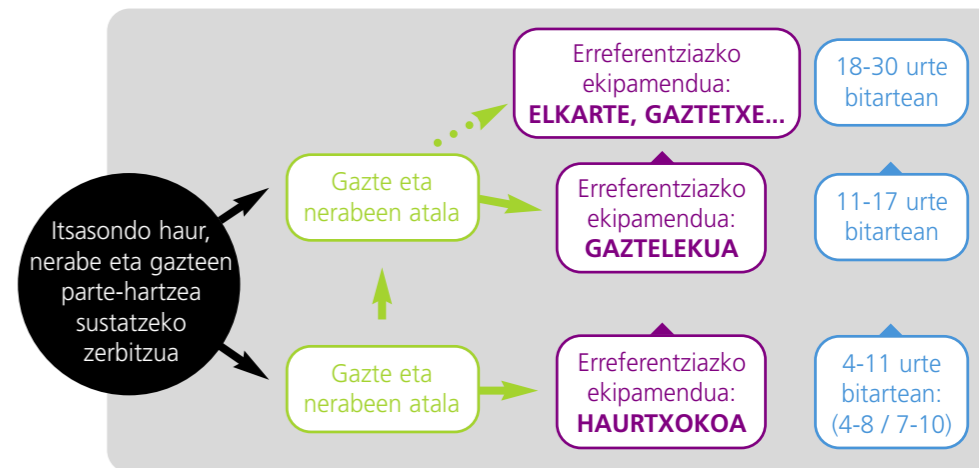 Itsasondo haur,
nerabe eta gazteen
parte-hartzea
sustatzeko
zerbitzua
Gazte eta
nerabeen atala
Gazte eta
nerabeen atala
Erreferentziazko
ekipamendua:
ELKARTE, GAZTETXE...
Erreferentziazko
ekipamendua:
GAZTELEKUA
Erreferentziazko
ekipamendua:
HAURTXOKOA
18-30 urte
bitartean
11-17 urte
bitartean
4-11 urte
bitartean:
(4-8 / 7-10)